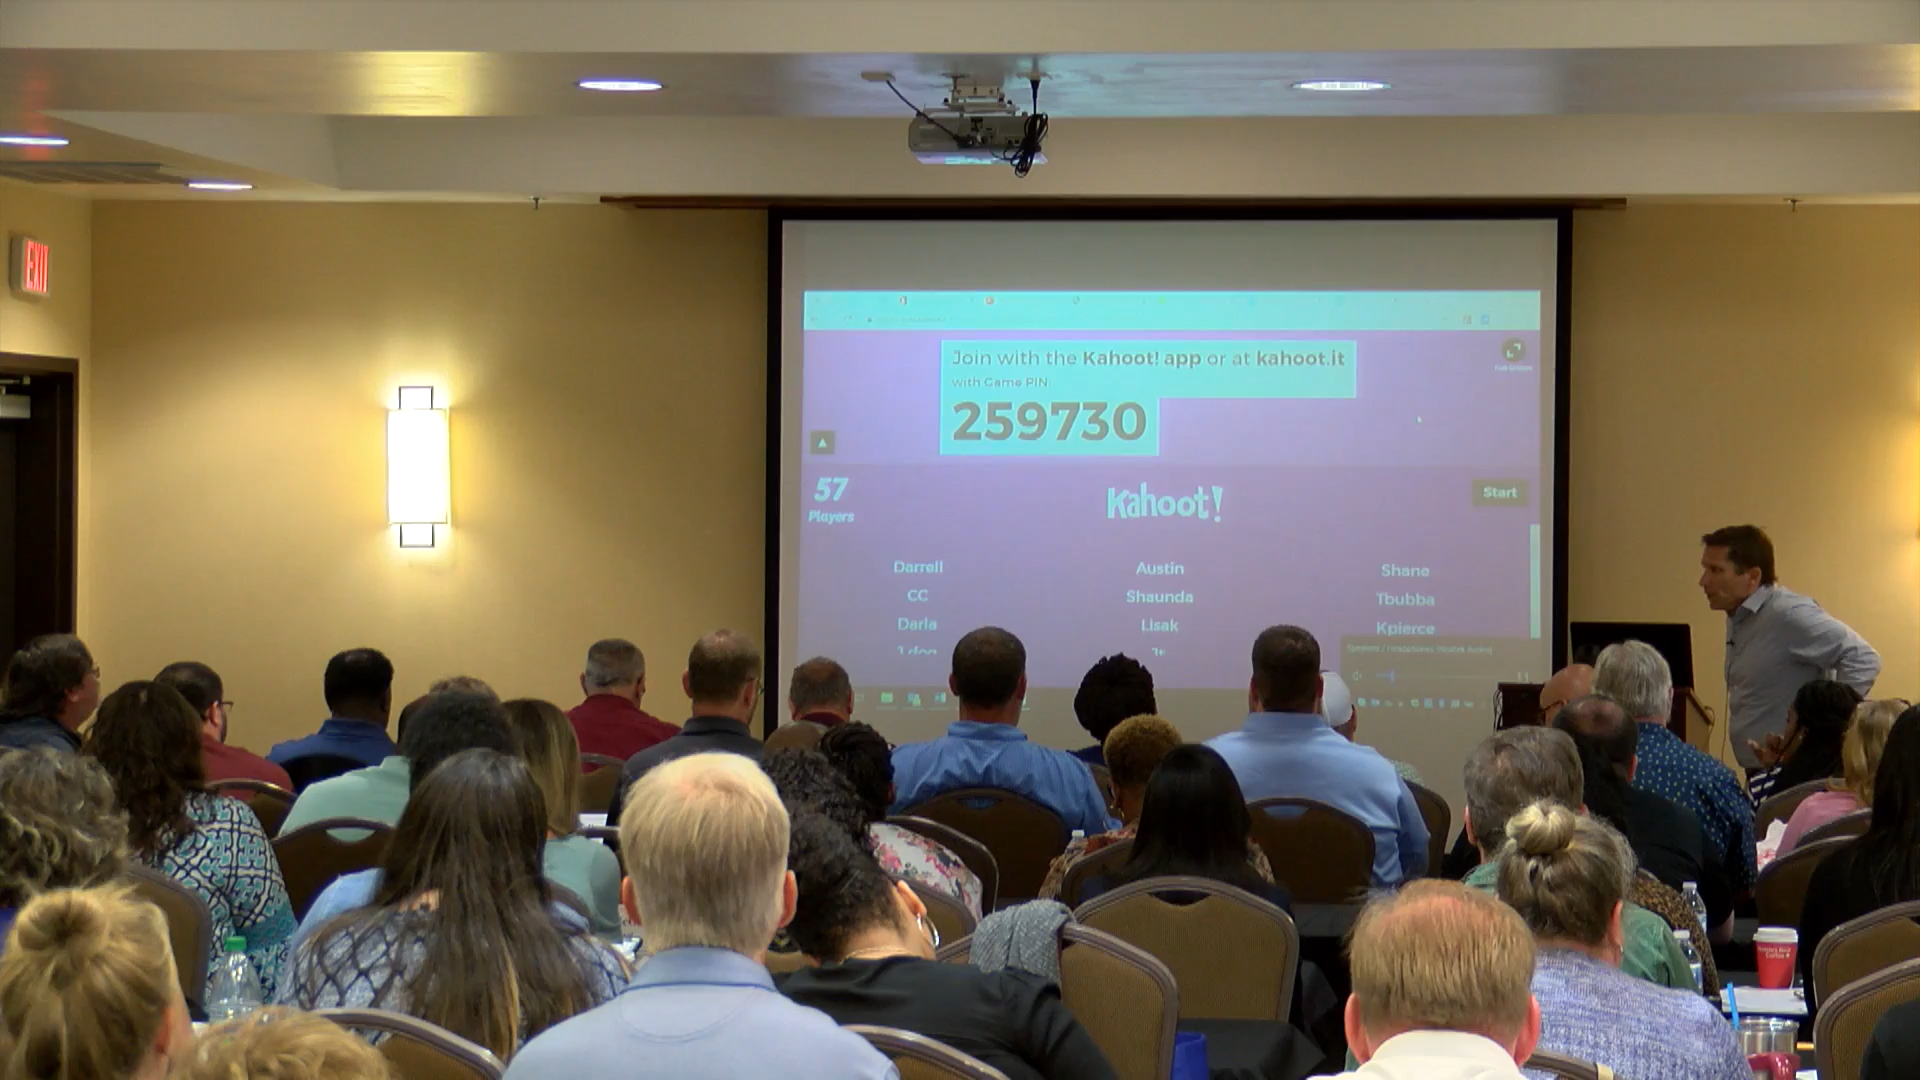 EXIT
Join with the Kahoot! app or at kahoot.it
with Game PIN:
259730
57
Players
Kahoot!
Start
Darrell
Austin
Shane
CC
Shaunda
Tbubba
Darla
Lisak
Kpierce